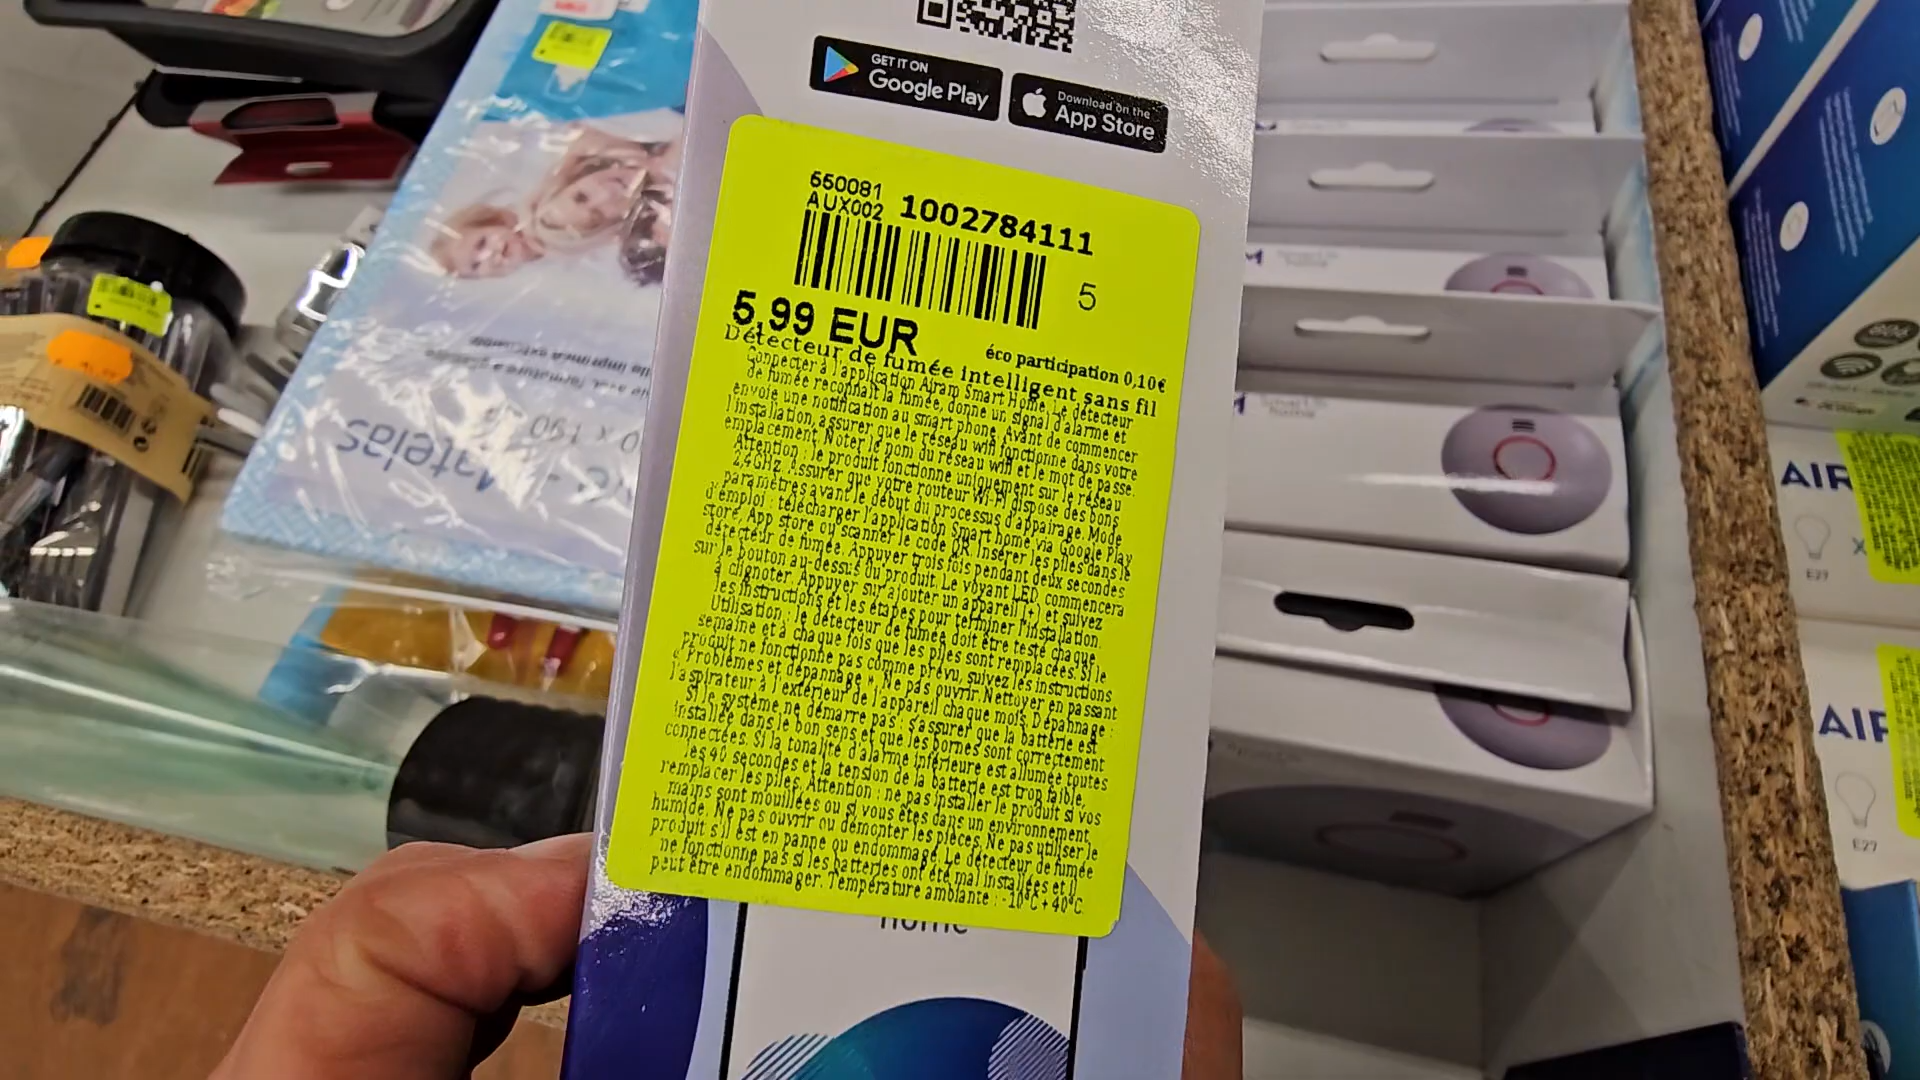 GET IT ON
Google Play
Download on the
App Store
550081
AUX002 1002784111
5
5,99 EUR
éco participation 0,10€
Détecteur de fumée intelligent sans fil
Connecter à l'application Airam Smart Home. Le détecteur
de fumée reconnaît la fumée, donne un signal d'alarme et
envoie une notification au smart phone. Avant de commencer
l'installation, assurer que le réseau wifi fonctionne dans votre
emplacement. Noter le nom du réseau wifi et le mot de passe.
Attention : le produit fonctionne uniquement sur le réseau
2,4GHz, assurer que votre routeur Wi-Fi dispose des bons
paramètres avant le début du processus d'appairage. Mode
d'emploi : télécharger l'application Smart home via Google Play
store, App store ou scanner le code QR. Insérer les piles dans le
détecteur de fumée. Appuyer trois fois pendant deux secondes
sur le bouton au-dessus du produit. Le voyant LED commencera
à clignoter. Appuyer sur ajouter un appareil (+) et suivez
les instructions et les étapes pour terminer l'installation.
Utilisation : le détecteur de fumée doit être testé chaque
semaine et à chaque fois que les piles sont remplacées. Si le
produit ne fonctionne pas comme prévu, suivez les instructions
« Problèmes et dépannage ». Ne pas ouvrir. Nettoyer en passant
l'aspirateur à l'extérieur de l'appareil chaque mois. Dépannage :
Si le système ne démarre pas : s'assurer que la batterie est
installée dans le bon sens et que les bornes sont correctement
connectées. Si la tonalité d'alarme inférieure est allumée toutes
les 40 secondes et la tension de la batterie est trop faible,
remplacer les piles. Attention : ne pas installer le produit si vos
mains sont mouillées ou si vous êtes dans un environnement
humide. Ne pas ouvrir ou démonter les pièces. Ne pas utiliser le
produit s'il est en panne ou endommagé. Le détecteur de fumée
ne fonctionne pas si les batteries ont été mal installées et il
peut être endommager. Température ambiante : -10°C + 40°C.
home
Matelas
AIR
E27
AIR
E27